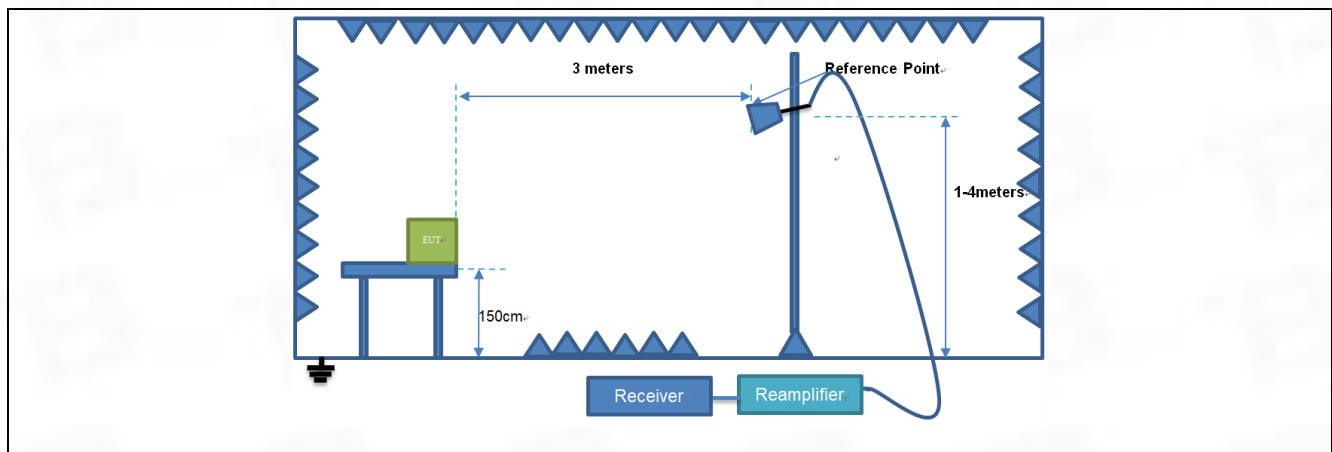 3 meters
Reference Point
1-4meters
EUT
150cm
Receiver
Reamplifier